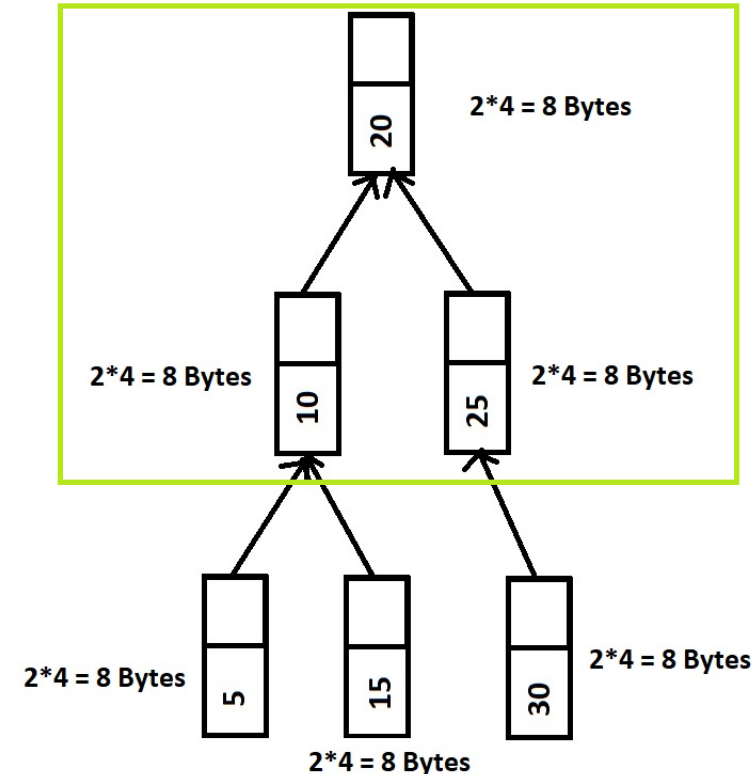 20
2*4 = 8 Bytes
2*4 = 8 Bytes
10
25
2*4 = 8 Bytes
2*4 = 8 Bytes
5
15
30
2*4 = 8 Bytes
2*4 = 8 Bytes